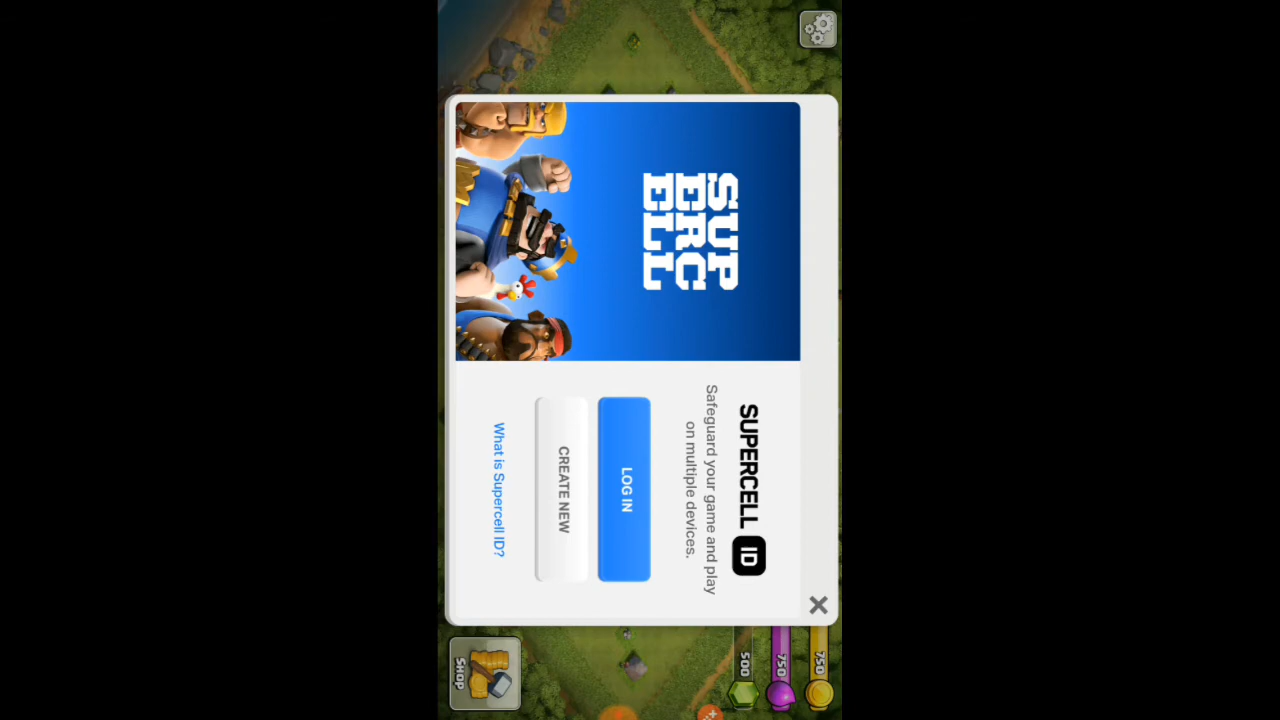 SUP
ERC
ELL
SUPERCELL ID
Safeguard your game and play
on multiple devices.
LOG IN
CREATE NEW
What is Supercell ID?
750
750
500
SHOP